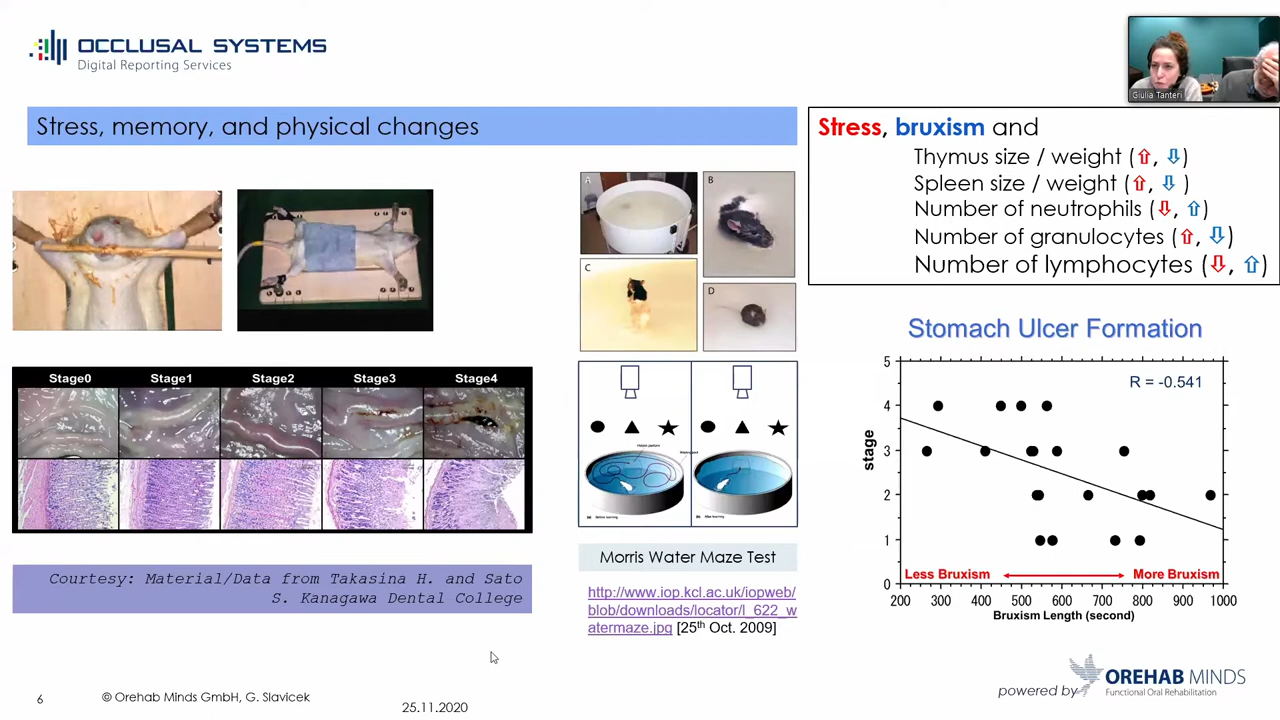 OCCLUSAL SYSTEMS
Digital Reporting Services
Giulia Tanteri
Stress, memory, and physical changes
Stress, bruxism and
Thymus size / weight (⇧, ⇩)
Spleen size / weight (⇧, ⇩ )
Number of neutrophils (⇩, ⇧)
Number of granulocytes (⇧, ⇩)
Number of lymphocytes (⇩, ⇧)
A
B
C
D
Stage0 Stage1 Stage2 Stage3 Stage4
Courtesy: Material/Data from Takasina H. and Sato
S. Kanagawa Dental College
Morris Water Maze Test
http://www.iop.kcl.ac.uk/iopweb/
blob/downloads/locator/l_622_w
atermaze.jpg [25th Oct. 2009]
Stomach Ulcer Formation
R = -0.541
5
4
3
2
1
0
stage
Less Bruxism More Bruxism
200 300 400 500 600 700 800 900 1000
Bruxism Length (second)
6
© Orehab Minds GmbH, G. Slavicek
25.11.2020
powered by
OREHAB MINDS
Functional Oral Rehabilitation